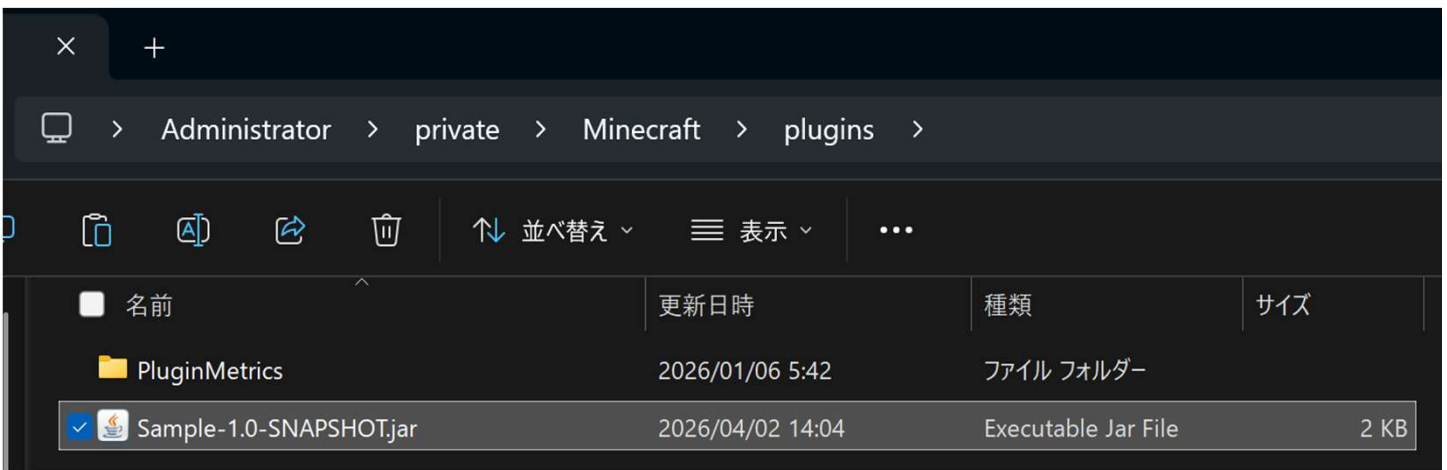 Administrator > private > Minecraft > plugins >
並べ替え 表示 •••
名前 更新日時 種類 サイズ
PluginMetrics 2026/01/06 5:42 ファイル フォルダー
Sample-1.0-SNAPSHOT.jar 2026/04/02 14:04 Executable Jar File 2 KB